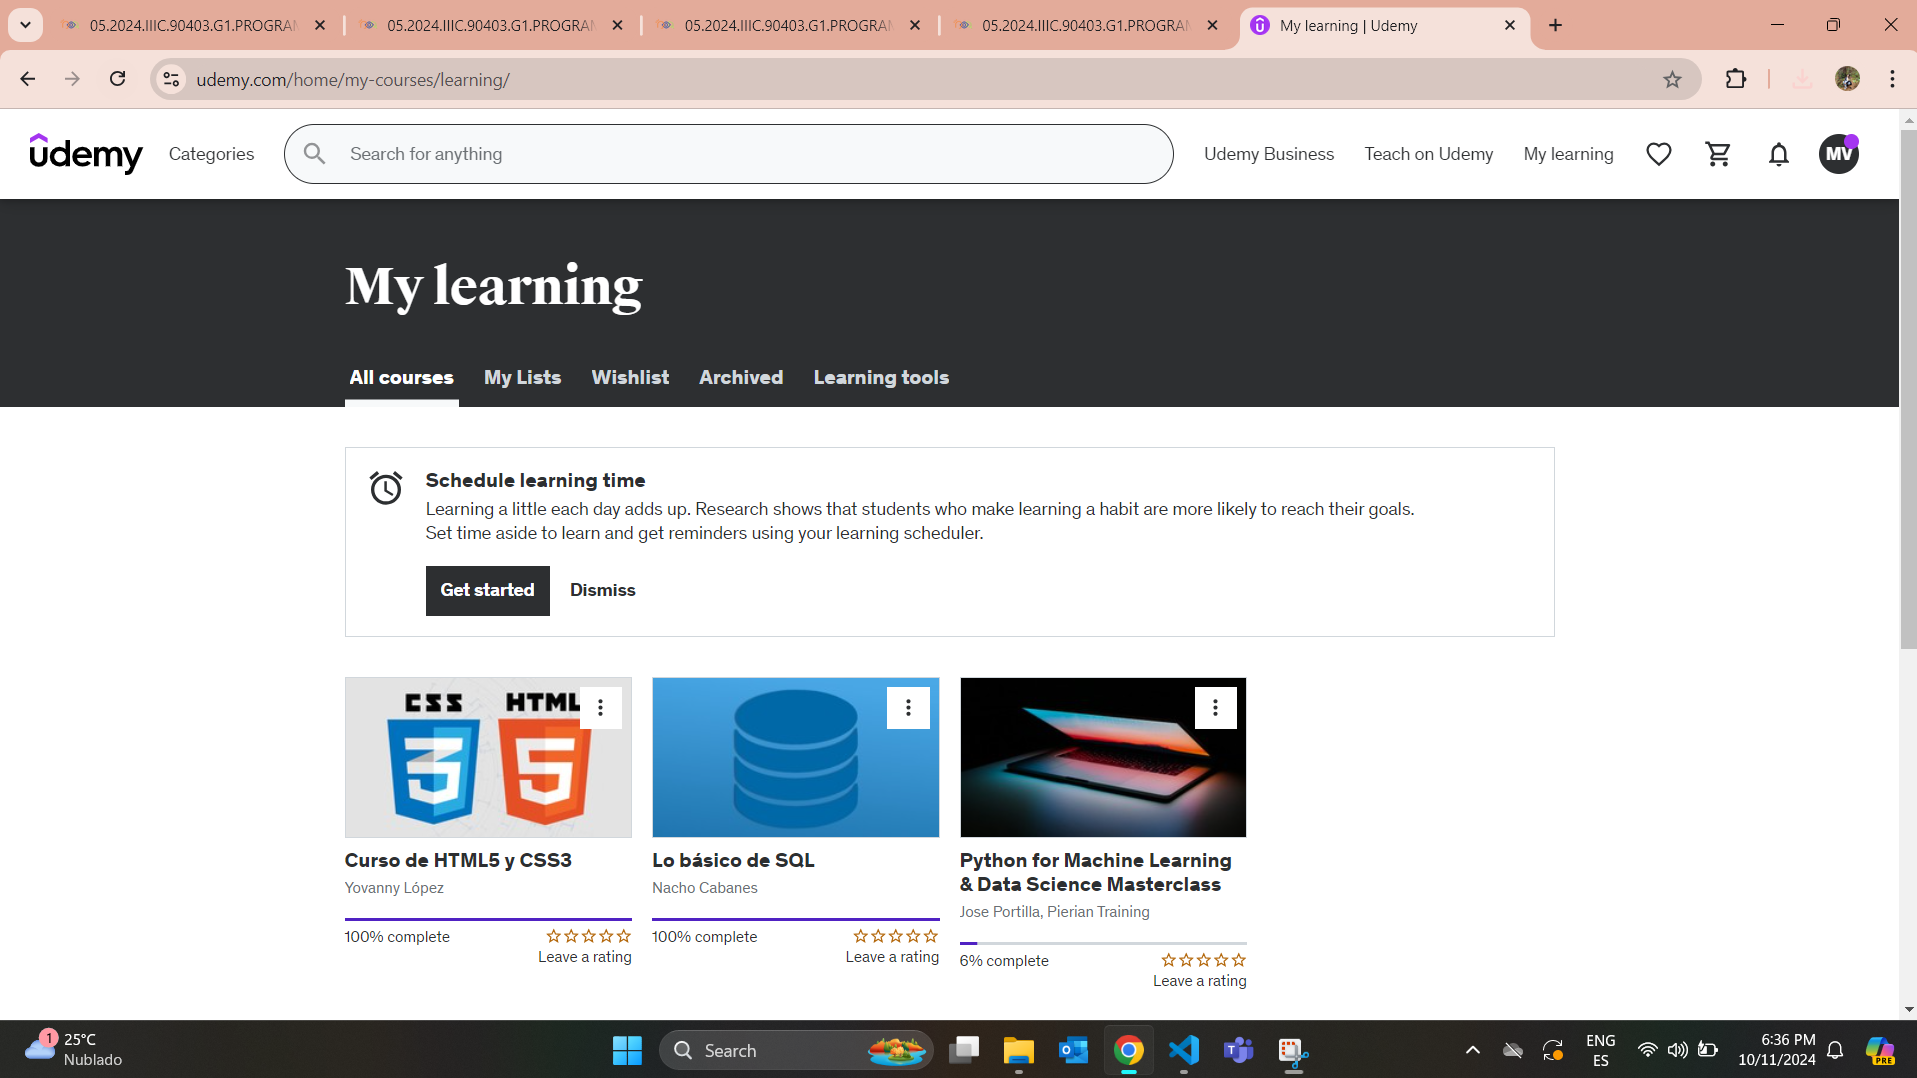 05.2024.IIIC.90403.G1.PROGRAM
05.2024.IIIC.90403.G1.PROGRAM
05.2024.IIIC.90403.G1.PROGRAM
05.2024.IIIC.90403.G1.PROGRAM
My learning | Udemy
udemy.com/home/my-courses/learning/
udemy
Categories
Search for anything
Udemy Business
Teach on Udemy
My learning
MV
My learning
All courses
My Lists
Wishlist
Archived
Learning tools
Schedule learning time
Learning a little each day adds up. Research shows that students who make learning a habit are more likely to reach their goals.
Set time aside to learn and get reminders using your learning scheduler.
Get started
Dismiss
CSS HTML
3 5
Curso de HTML5 y CSS3
Yovanny López
100% complete
Leave a rating
Lo básico de SQL
Nacho Cabanes
100% complete
Leave a rating
Python for Machine Learning
& Data Science Masterclass
Jose Portilla, Pierian Training
6% complete
Leave a rating
1
25°C
Nublado
Search
ENG
ES
6:36 PM
10/11/2024
PRE